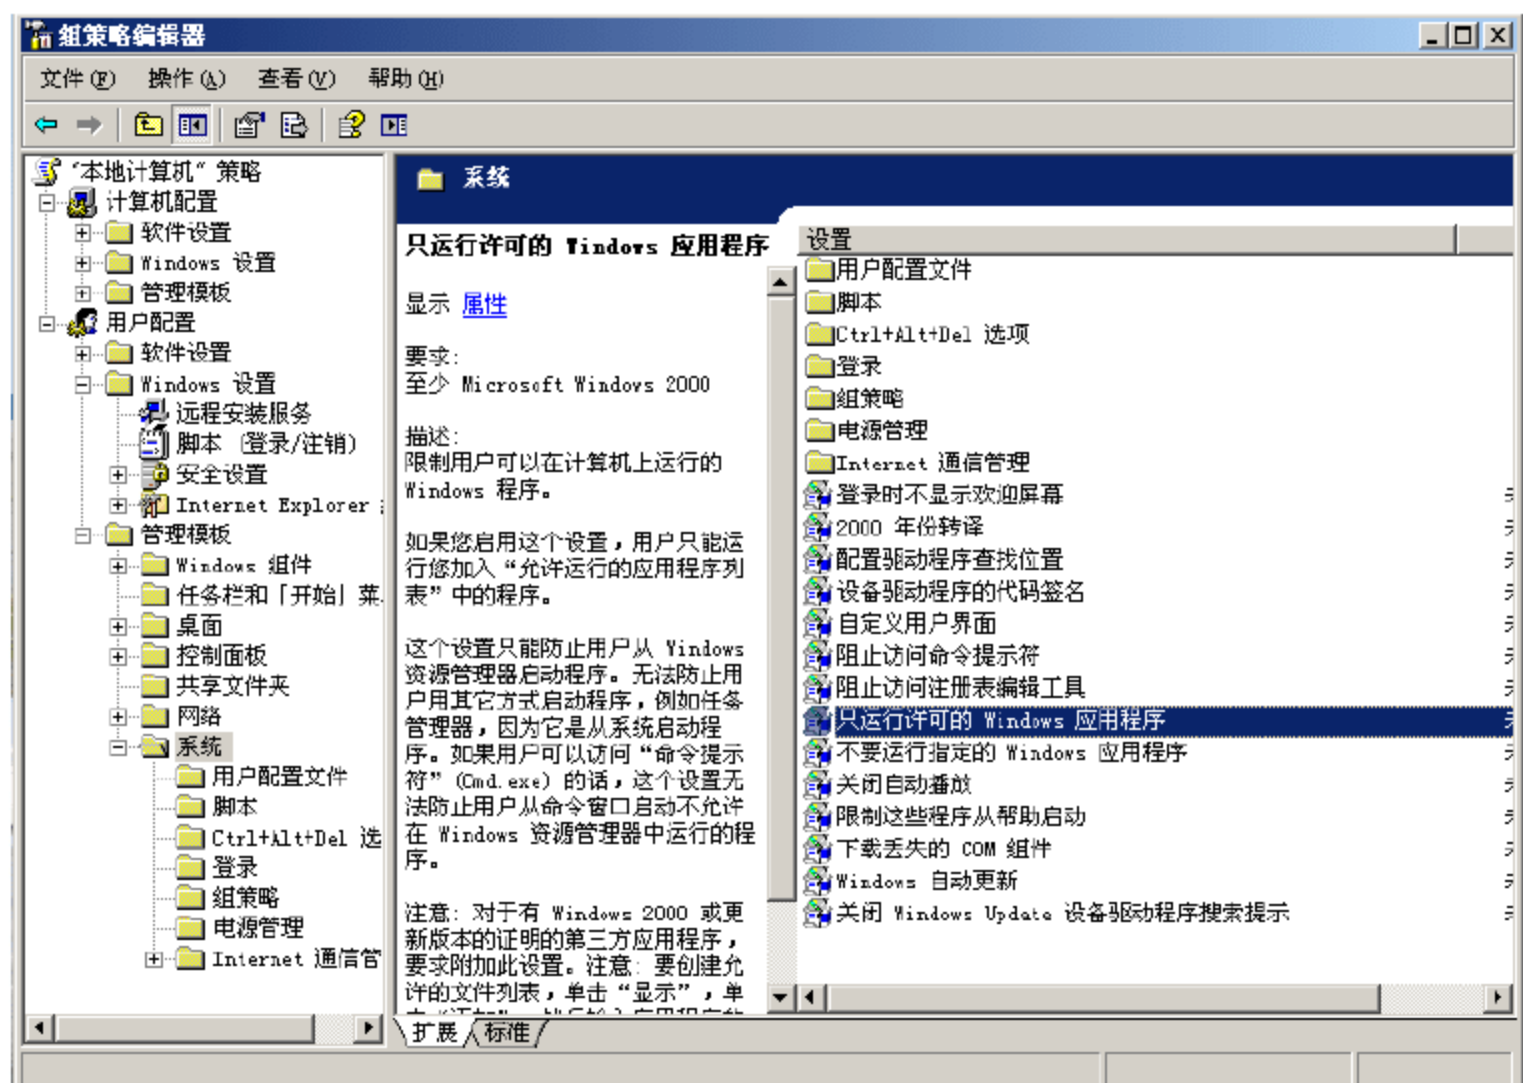 组策略编辑器
文件(F) 操作(A) 查看(V) 帮助(H)
“本地计算机”策略
计算机配置
软件设置
Windows 设置
管理模板
用户配置
软件设置
Windows 设置
远程安装服务
脚本 (登录/注销)
安全设置
Internet Explorer
管理模板
Windows 组件
任务栏和「开始」菜
桌面
控制面板
共享文件夹
网络
系统
用户配置文件
脚本
Ctrl+Alt+Del 选
登录
组策略
电源管理
Internet 通信管
系统
只运行许可的 Windows 应用程序
显示 属性
要求:
至少 Microsoft Windows 2000
描述:
限制用户可以在计算机上运行的
Windows 程序。
如果您启用这个设置，用户只能运
行您加入“允许运行的应用程序列
表”中的程序。
这个设置只能防止用户从 Windows
资源管理器启动程序。无法防止用
户用其它方式启动程序，例如任务
管理器，因为它是从系统启动程
序。如果用户可以访问“命令提示
符”(Cmd.exe) 的话，这个设置无
法防止用户从命令窗口启动不允许
在 Windows 资源管理器中运行的程
序。
注意: 对于有 Windows 2000 或更
新版本的证明的第三方应用程序，
要求附加此设置。注意: 要创建允
许的文件列表，单击“显示”，单
设置
用户配置文件
脚本
Ctrl+Alt+Del 选项
登录
组策略
电源管理
Internet 通信管理
登录时不显示欢迎屏幕
2000 年份转译
配置驱动程序查找位置
设备驱动程序的代码签名
自定义用户界面
阻止访问命令提示符
阻止访问注册表编辑工具
只运行许可的 Windows 应用程序
不要运行指定的 Windows 应用程序
关闭自动播放
限制这些程序从帮助启动
下载丢失的 COM 组件
Windows 自动更新
关闭 Windows Update 设备驱动程序搜索提示
扩展 标准